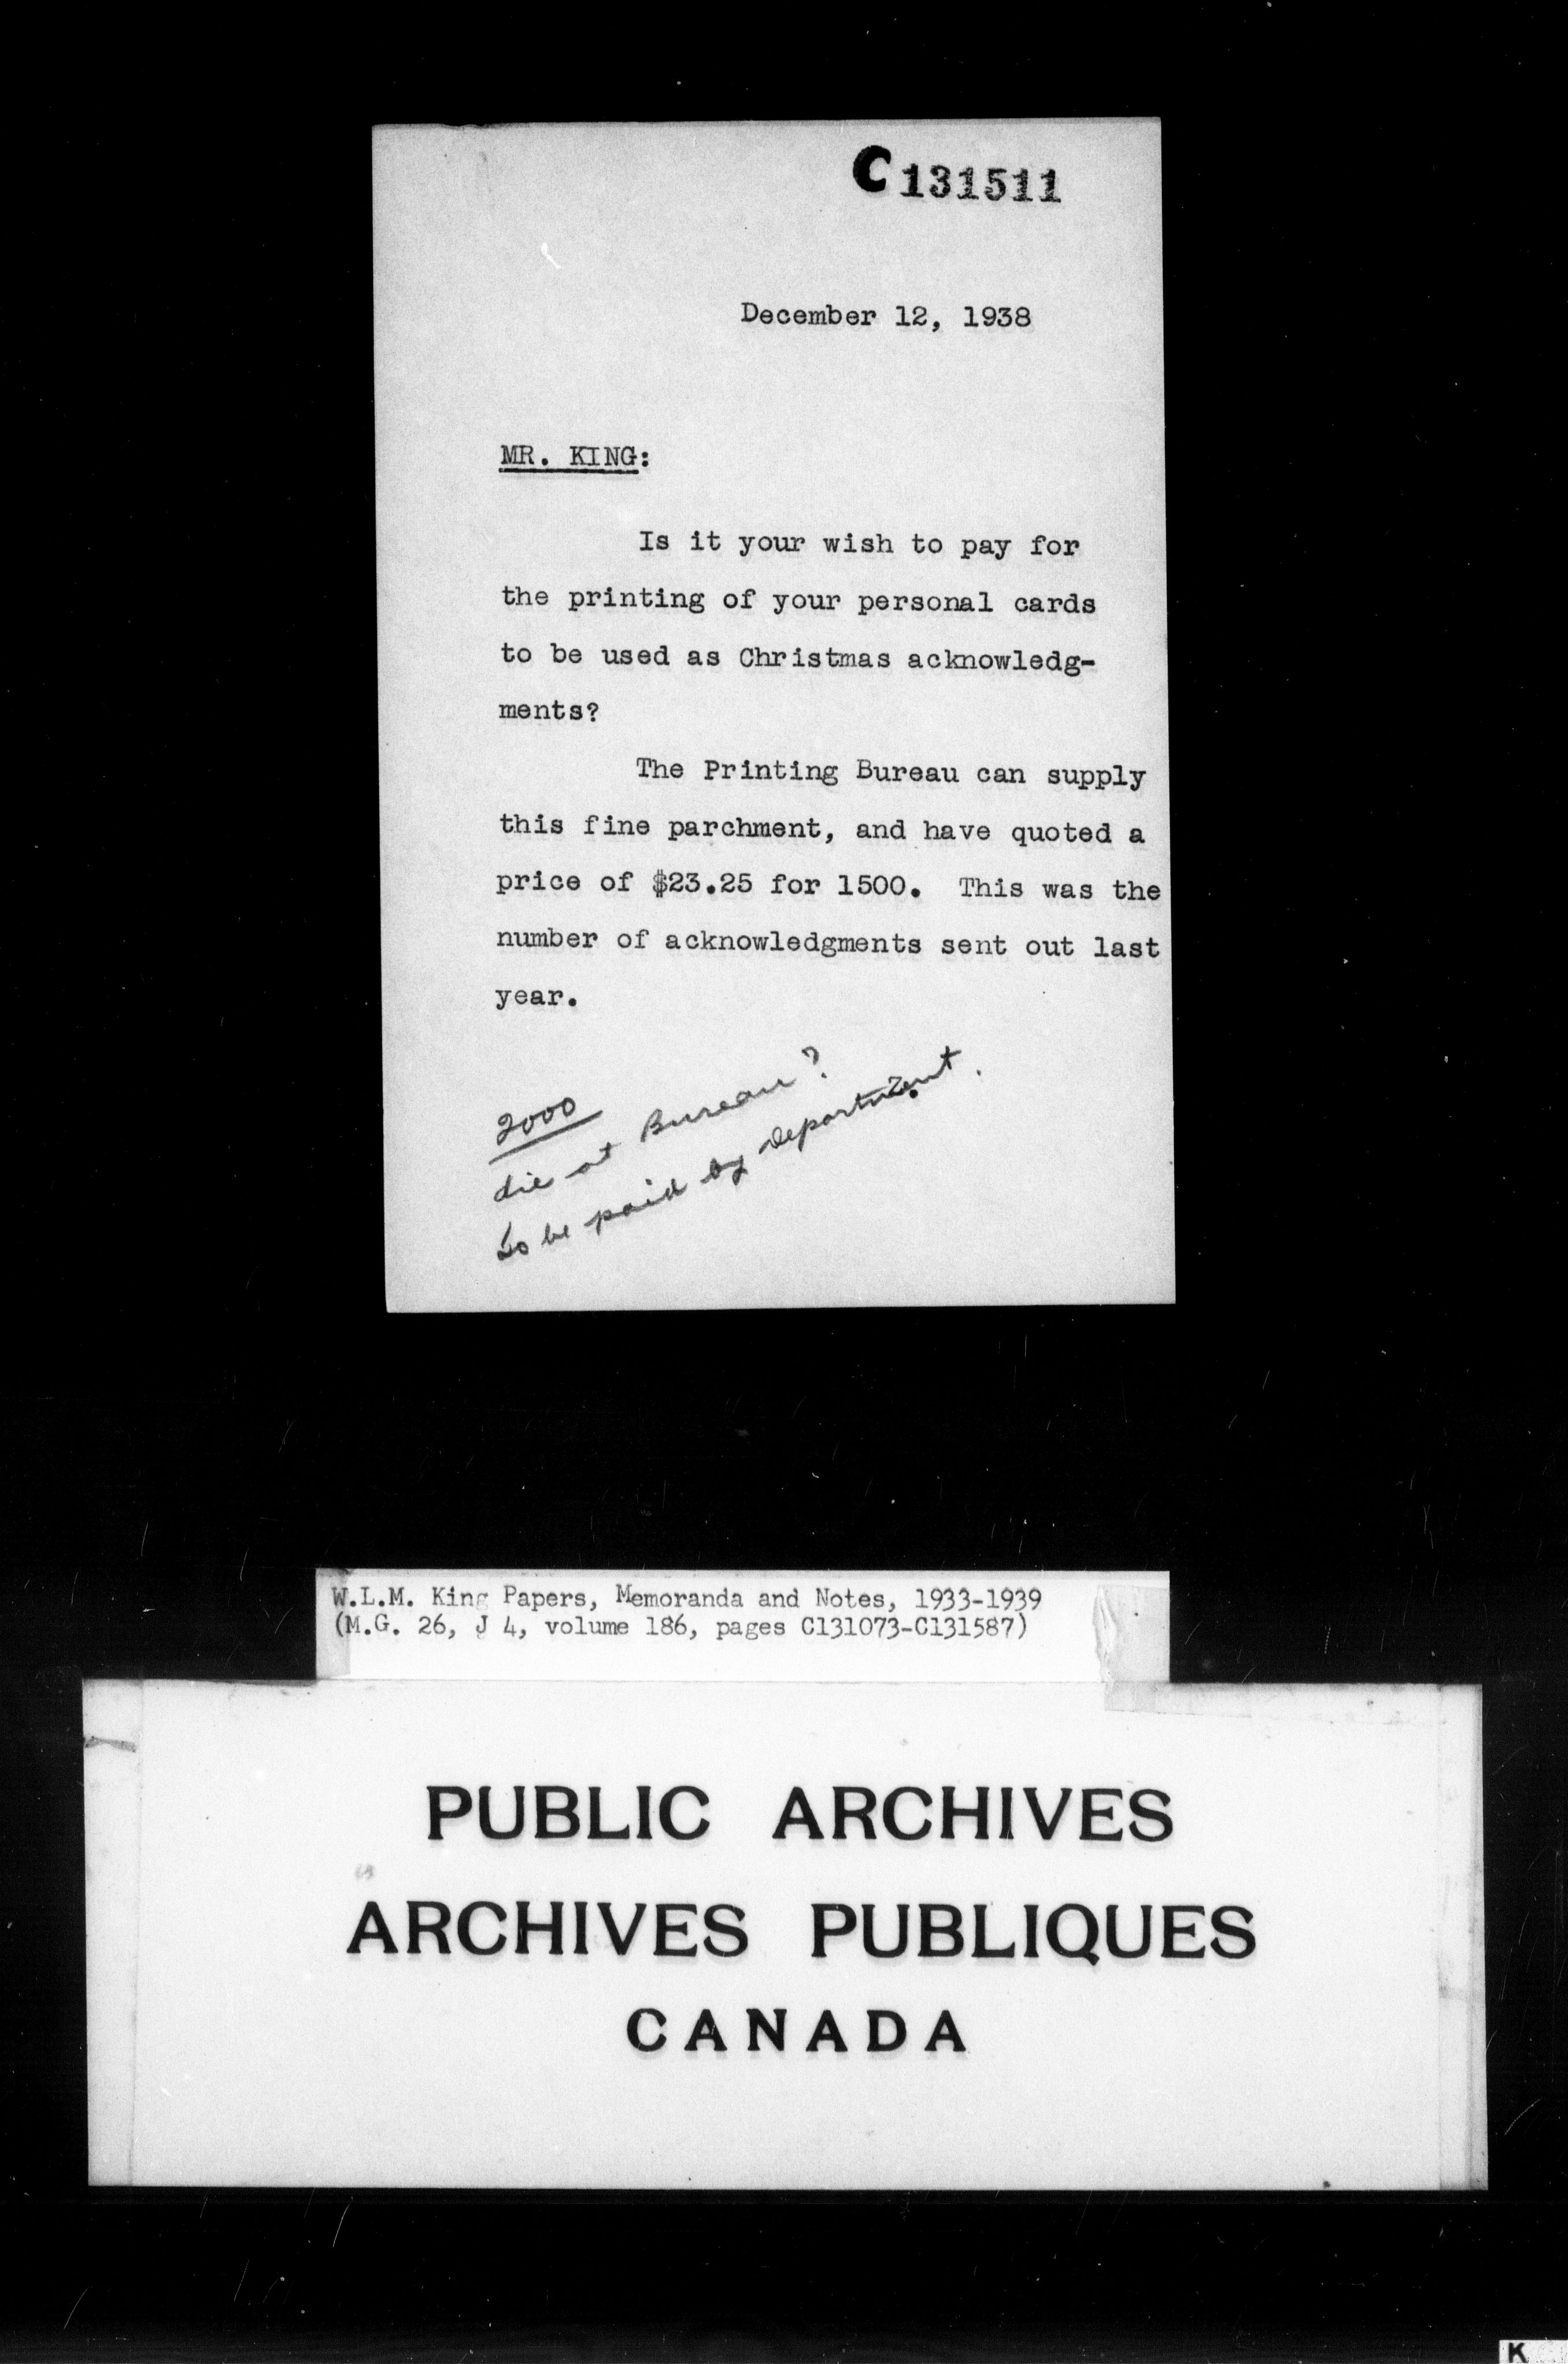 C 131511
December 12, 1938
MR. KING:
Is it your wish to pay for
the printing of your personal cards
to be used as Christmas acknowledg-
ments?
The Printing Bureau can supply
this fine parchment, and have quoted a
price of $23.25 for 1500. This was the
number of acknowledgments sent out last
year.
2000
die at Bureau?
to be paid by Department.
W.L.M. King Papers, Memoranda and Notes, 1933-1939
(M.G. 26, J 4, volume 186, pages C131073-C131587)
PUBLIC ARCHIVES
ARCHIVES PUBLIQUES
CANADA
K